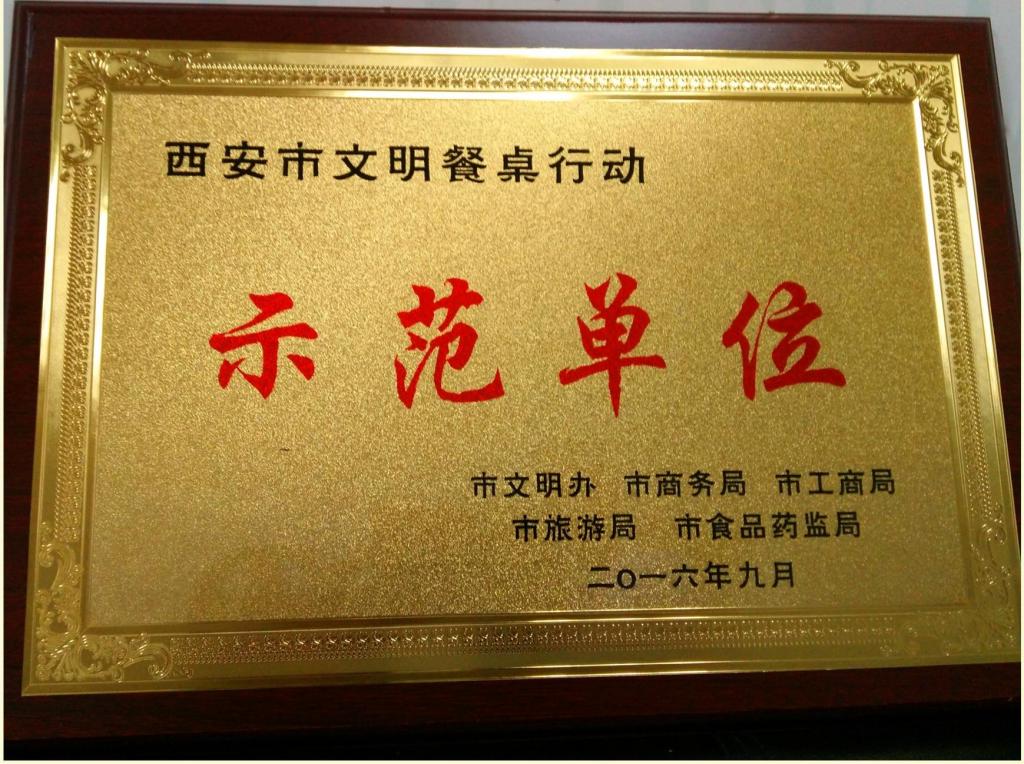 西安市文明餐桌行动
示范单位
市文明办 市商务局 市工商局
市旅游局 市食品药监局
二O一六年九月